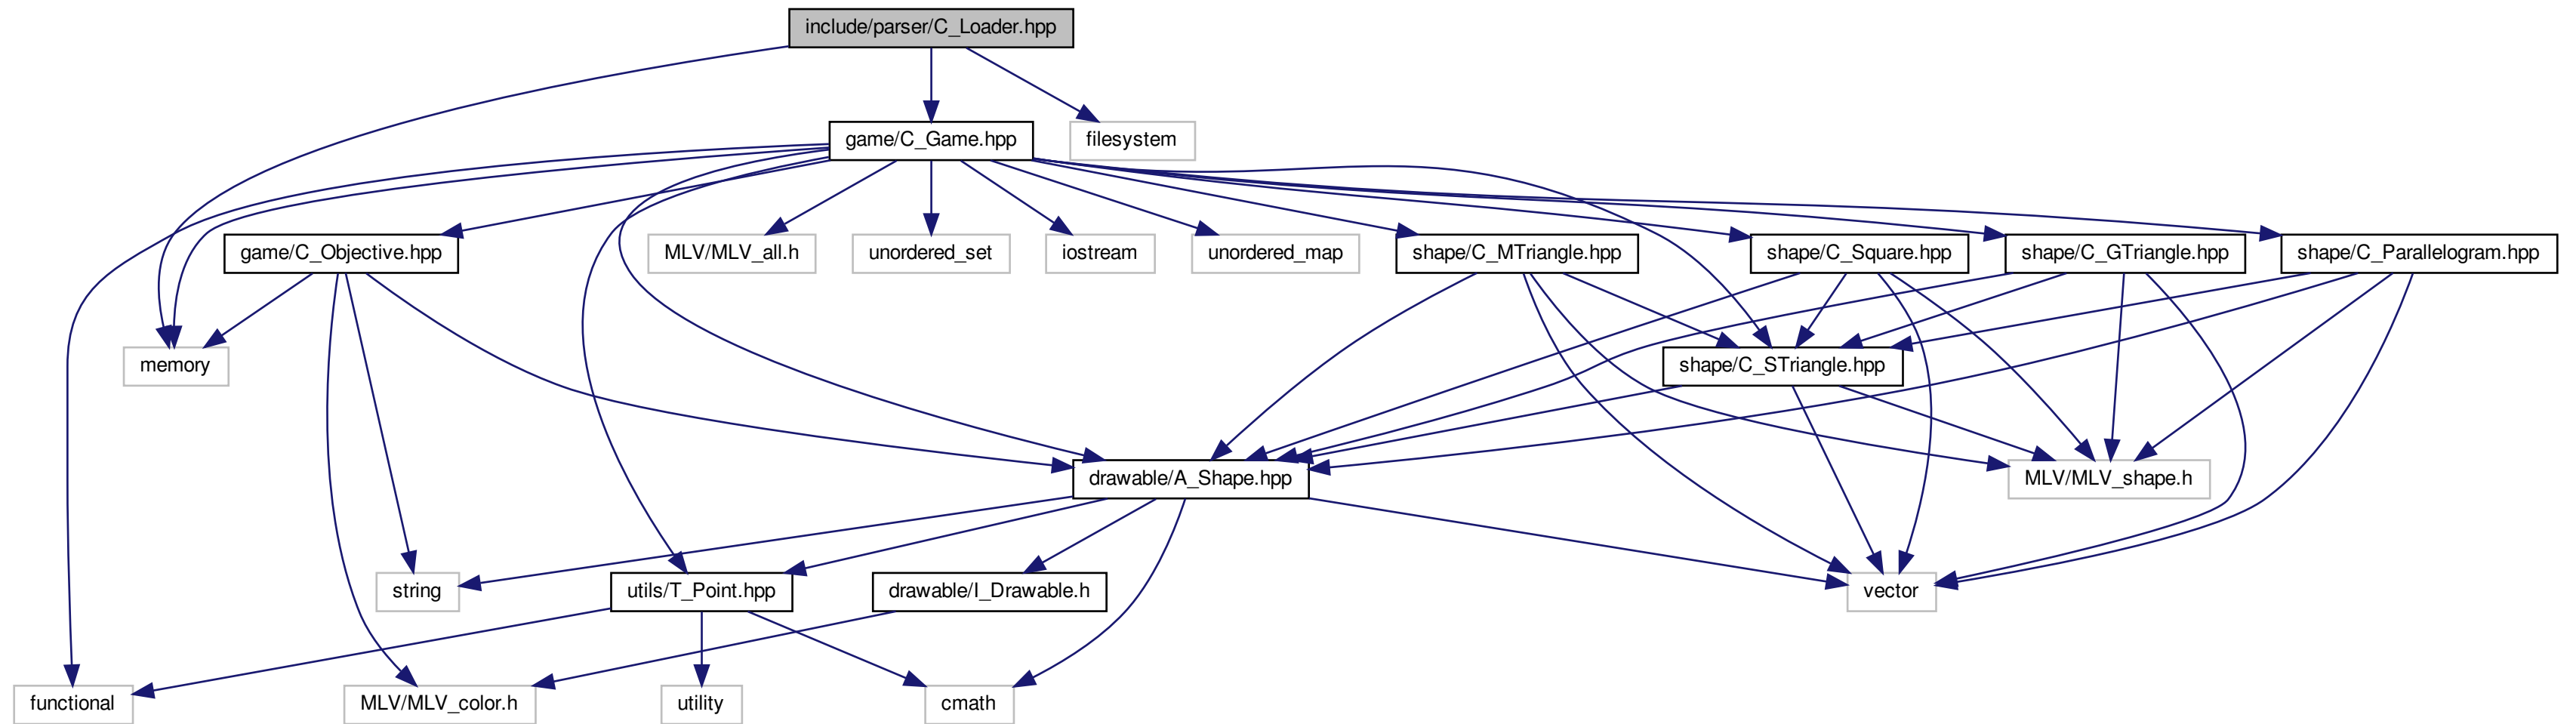 include/parser/C_Loader.hpp
game/C_Game.hpp
filesystem
game/C_Objective.hpp
MLV/MLV_all.h
unordered_set
iostream
unordered_map
shape/C_MTriangle.hpp
shape/C_Square.hpp
shape/C_GTriangle.hpp
shape/C_Parallelogram.hpp
memory
shape/C_STriangle.hpp
drawable/A_Shape.hpp
MLV/MLV_shape.h
string
utils/T_Point.hpp
drawable/I_Drawable.h
vector
functional
MLV/MLV_color.h
utility
cmath